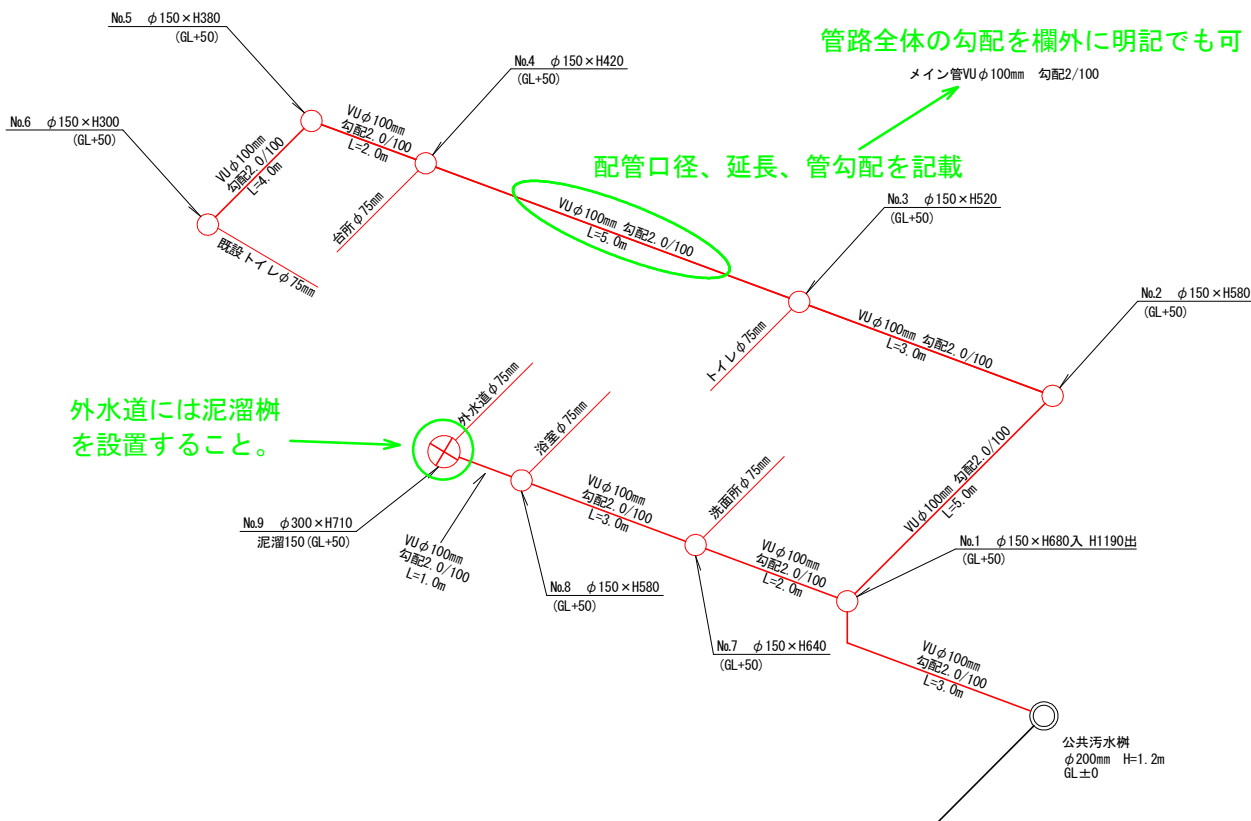 No.5 φ150×H380
(GL+50)
管路全体の勾配を欄外に明記でも可
メイン管VUφ100mm 勾配2/100
No.4 φ150×H420
(GL+50)
No.6 φ150×H300
(GL+50)
VUφ100mm
勾配2.0/100
L=2.0m
VUφ100mm
勾配2.0/100
L=4.0m
配管口径、延長、管勾配を記載
No.3 φ150×H520
(GL+50)
台所φ75mm
VUφ100mm 勾配2.0/100
L=5.0m
既設トイレφ75mm
No.2 φ150×H580
(GL+50)
トイレφ75mm
VUφ100mm 勾配2.0/100
L=3.0m
外水道には泥溜桝
を設置すること。
外水道φ75mm
浴室φ75mm
洗面所φ75mm
VUφ100mm 勾配2.0/100
L=5.0m
VUφ100mm
勾配2.0/100
L=3.0m
No.9 φ300×H710
泥溜150(GL+50)
VUφ100mm
勾配2.0/100
L=1.0m
VUφ100mm
勾配2.0/100
L=2.0m
No.1 φ150×H680入 H1190出
(GL+50)
No.8 φ150×H580
(GL+50)
No.7 φ150×H640
(GL+50)
VUφ100mm
勾配2.0/100
L=3.0m
公共汚水桝
φ200mm H=1.2m
GL±0